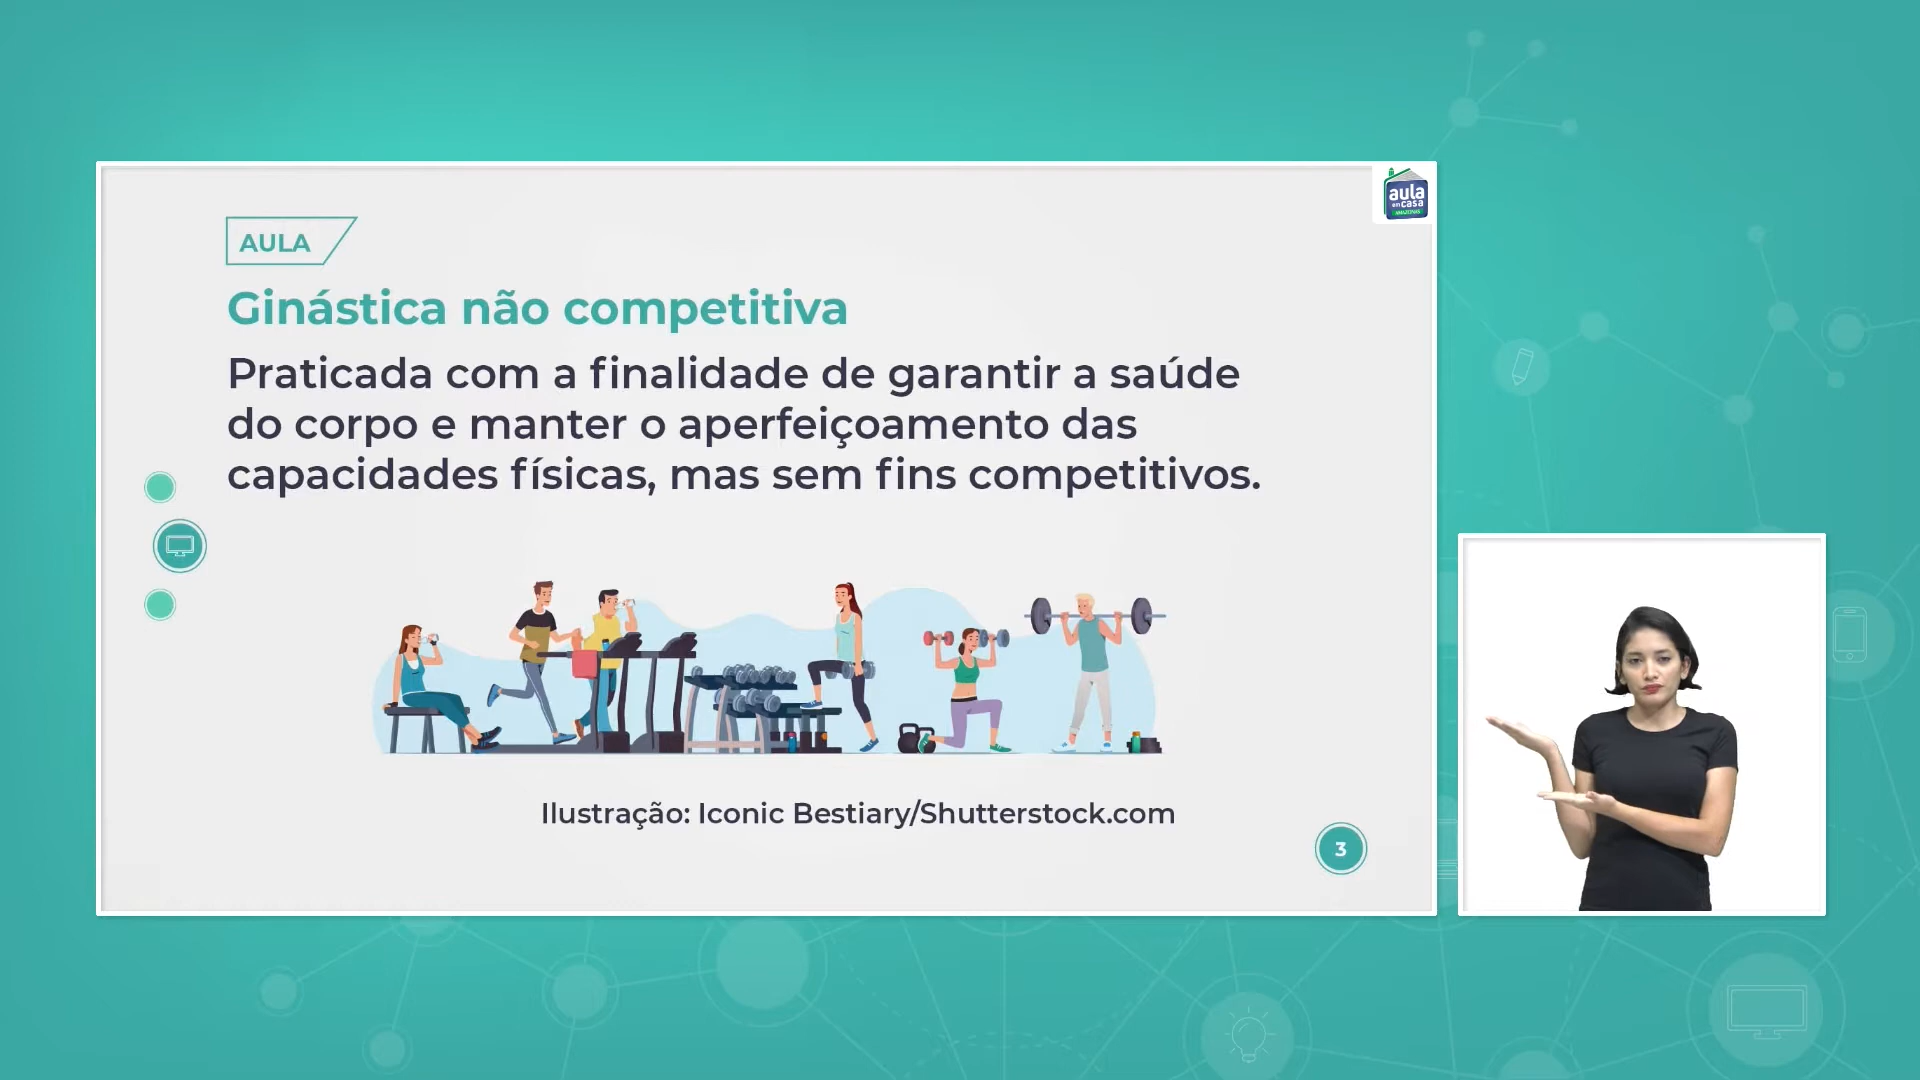 aula
em casa
AMAZONAS
AULA
Ginástica não competitiva
Praticada com a finalidade de garantir a saúde
do corpo e manter o aperfeiçoamento das
capacidades físicas, mas sem fins competitivos.
Ilustração: Iconic Bestiary/Shutterstock.com
3